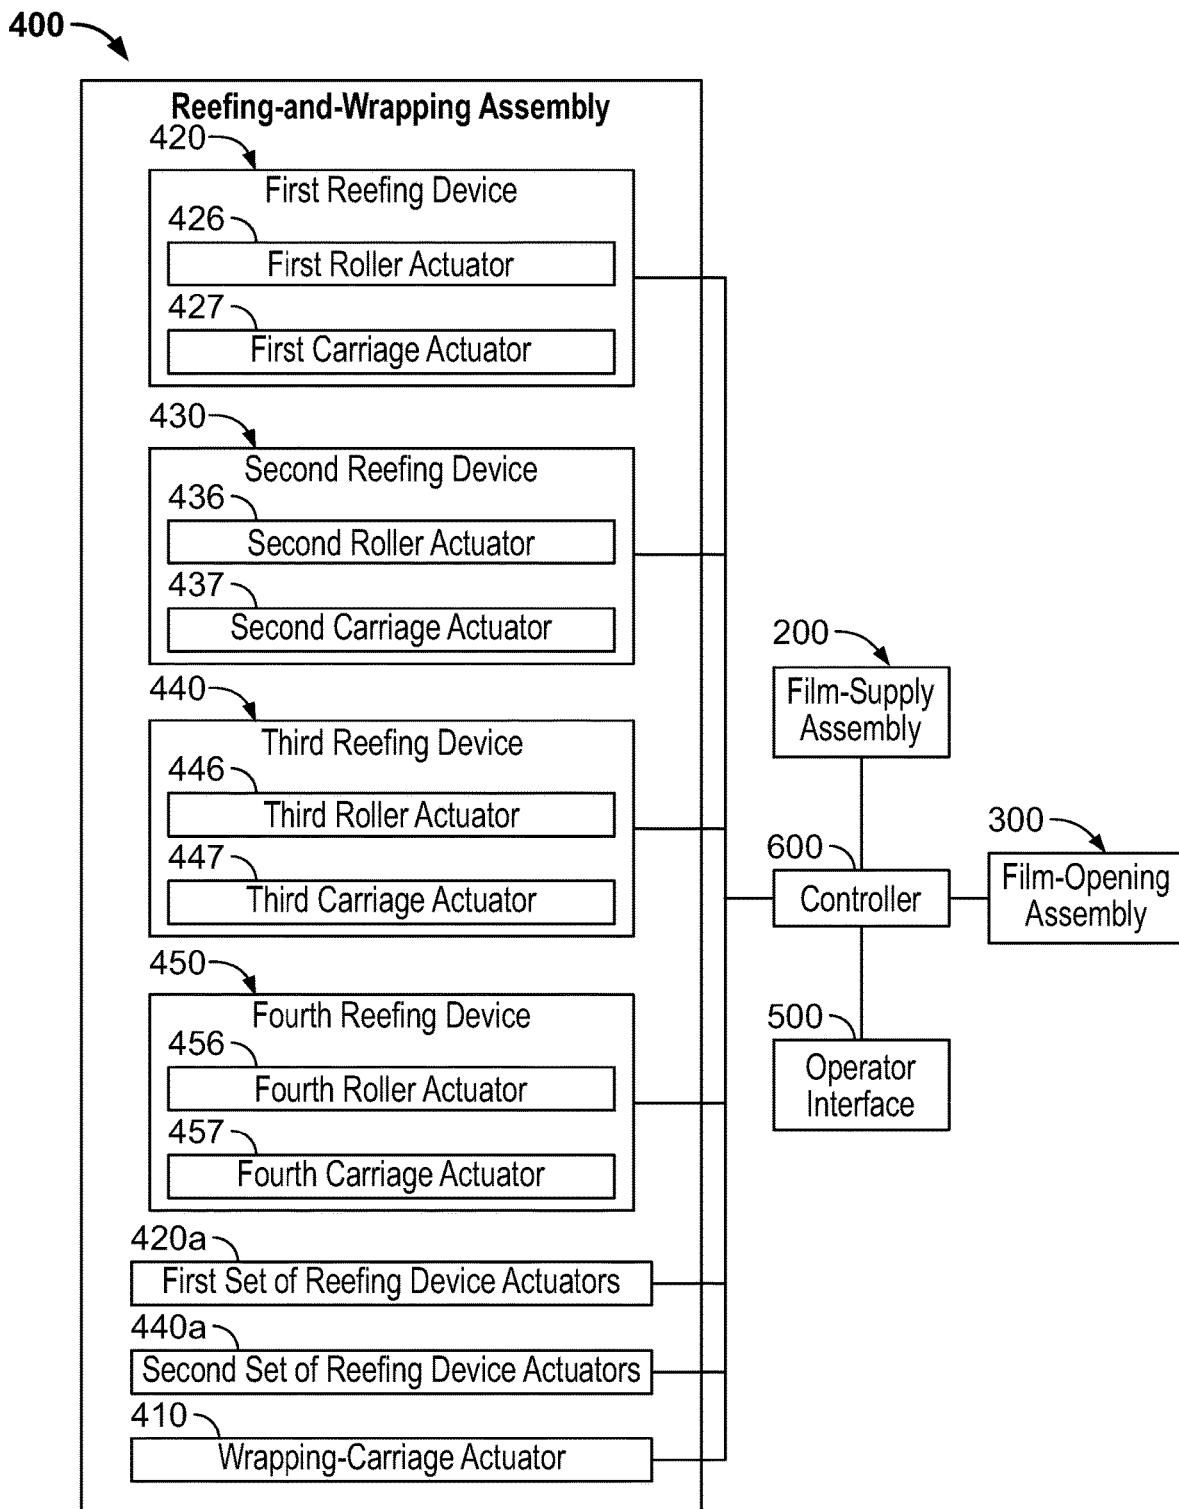 400
Reefing-and-Wrapping Assembly
420
First Reefing Device
426
First Roller Actuator
427
First Carriage Actuator
430
Second Reefing Device
436
Second Roller Actuator
437
Second Carriage Actuator
440
Third Reefing Device
446
Third Roller Actuator
447
Third Carriage Actuator
450
Fourth Reefing Device
456
Fourth Roller Actuator
457
Fourth Carriage Actuator
420a
First Set of Reefing Device Actuators
440a
Second Set of Reefing Device Actuators
410
Wrapping-Carriage Actuator
200
Film-Supply
Assembly
600
Controller
300
Film-Opening
Assembly
500
Operator
Interface